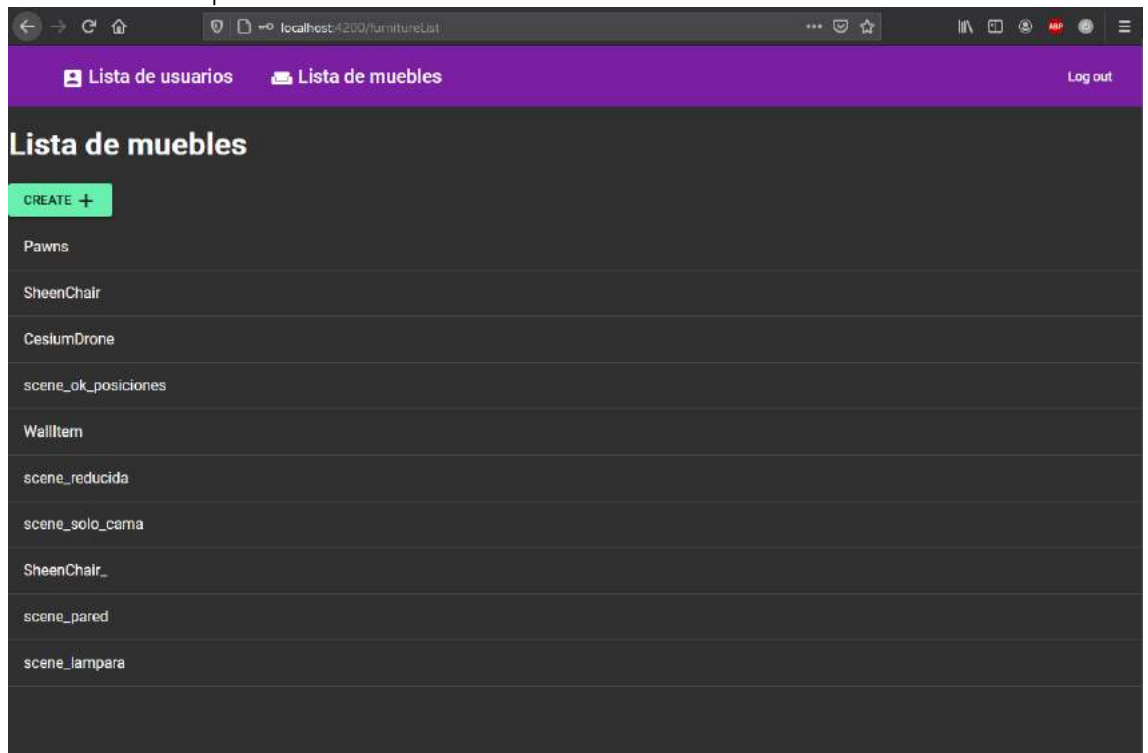 localhost:4200/furnitureList
ABP
Lista de usuarios Lista de muebles Log out
Lista de muebles
CREATE +
Pawns
SheenChair
CesiumDrone
scene_ok_posiciones
WallItem
scene_reducida
scene_solo_cama
SheenChair_
scene_pared
scene_lampara